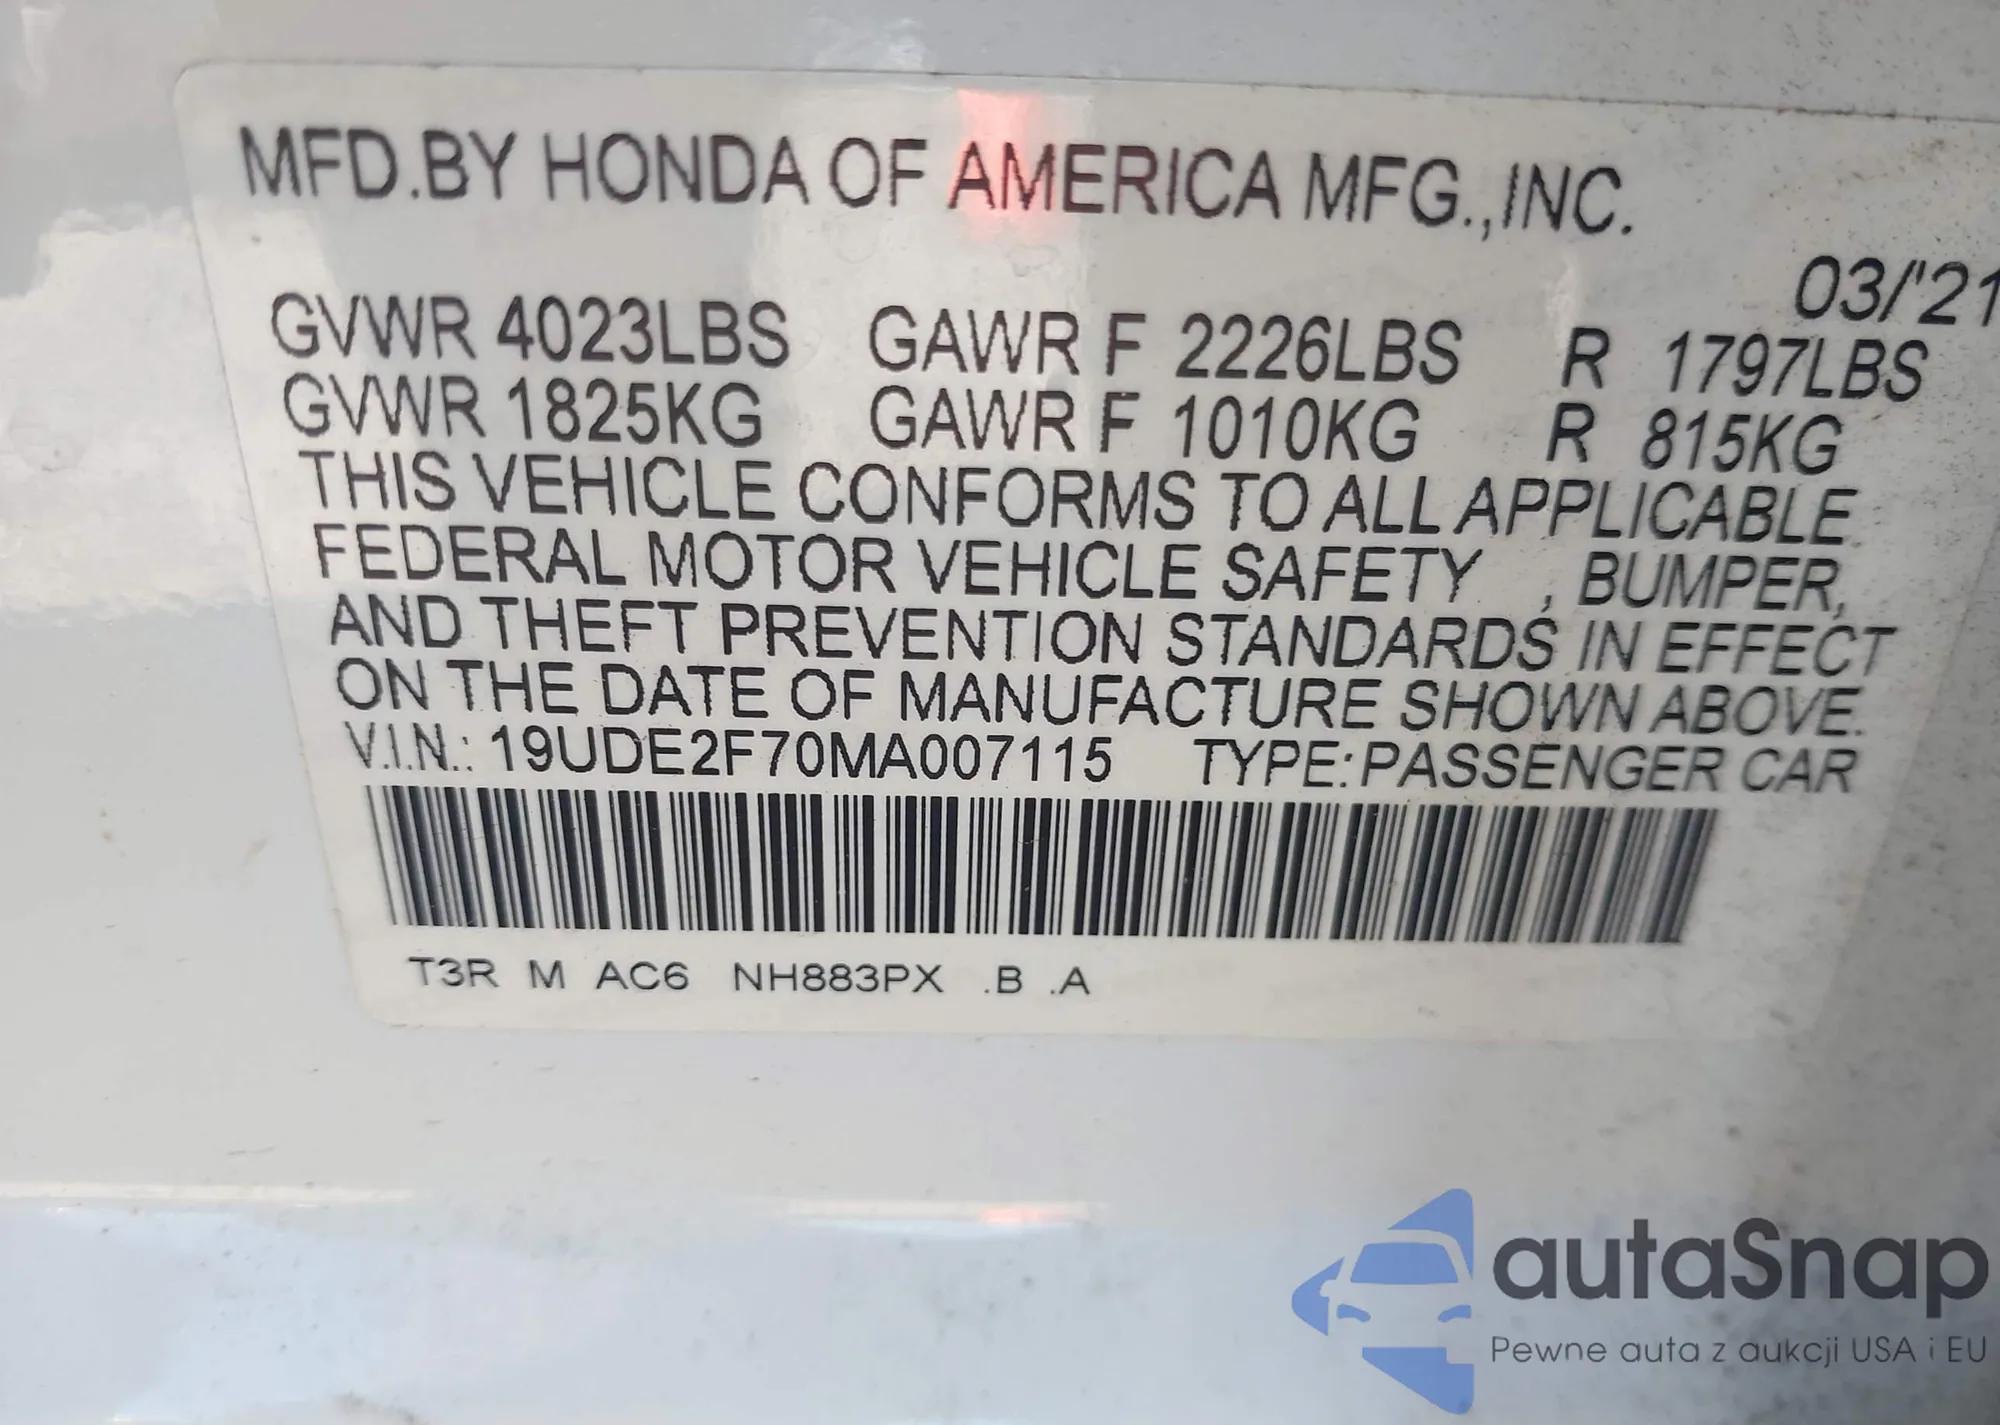 MFD.BY HONDA OF AMERICA MFG.,INC.
03/'21
GVWR 4023LBS GAWR F 2226LBS R 1797LBS
GVWR 1825KG GAWR F 1010KG R 815KG
THIS VEHICLE CONFORMS TO ALL APPLICABLE
FEDERAL MOTOR VEHICLE SAFETY , BUMPER,
AND THEFT PREVENTION STANDARDS IN EFFECT
ON THE DATE OF MANUFACTURE SHOWN ABOVE.
V.I.N.: 19UDE2F70MA007115 TYPE:PASSENGER CAR
T3R M AC6 NH883PX .B .A
autaSnap
Pewne auta z aukcji USA i EU